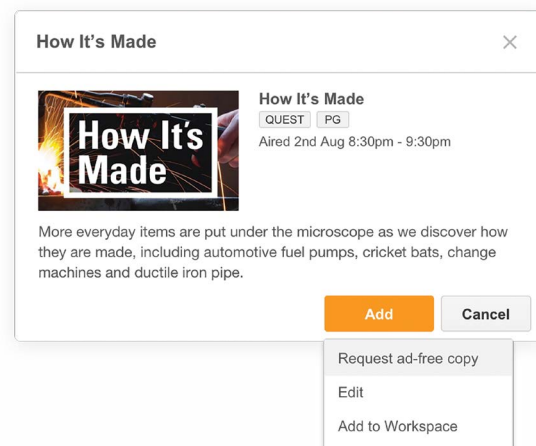 How It's Made
How It's Made
QUEST PG
Aired 2nd Aug 8:30pm - 9:30pm
How It's
Made
More everyday items are put under the microscope as we discover how
they are made, including automotive fuel pumps, cricket bats, change
machines and ductile iron pipe.
Add Cancel
Request ad-free copy
Edit
Add to Workspace